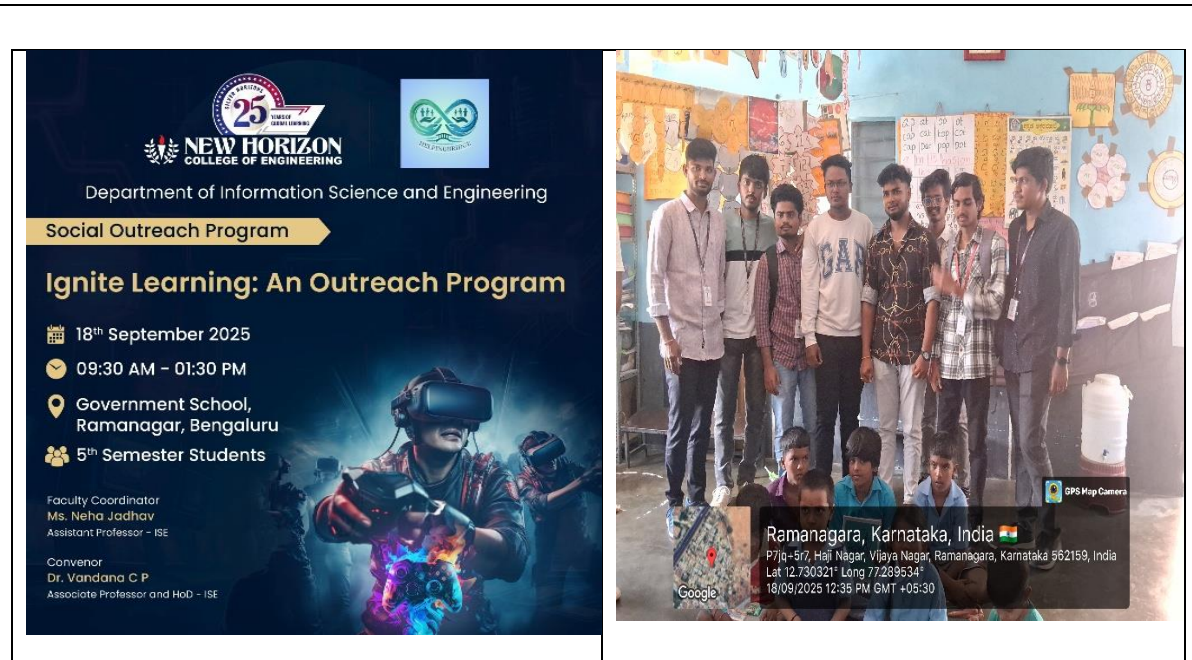 SILVER HORIZONS
25
YEARS OF
NEW HORIZON
COLLEGE OF ENGINEERING
Department of Information Science and Engineering
Social Outreach Program
Ignite Learning: An Outreach Program
18th September 2025
09:30 AM – 01:30 PM
Government School,
Ramanagar, Bengaluru
5th Semester Students
Faculty Coordinator
Ms. Neha Jadhav
Assistant Professor - ISE
Convenor
Dr. Vandana C P
Associate Professor and HoD - ISE
GAP
GPS Map Camera
Ramanagara, Karnataka, India
P7jq+5r7, Haji Nagar, Vijaya Nagar, Ramanagara, Karnataka 562159, India
Lat 12.730321° Long 77.289534°
18/09/2025 12:35 PM GMT +05:30
Google